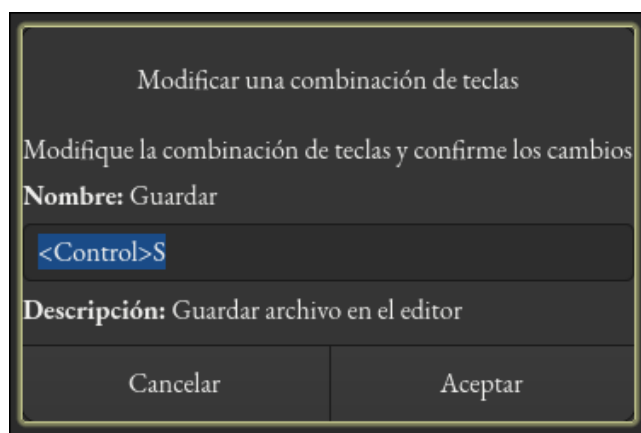 Modificar una combinación de teclas
Modifique la combinación de teclas y confirme los cambios
Nombre: Guardar
<Control>S
Descripción: Guardar archivo en el editor
Cancelar
Aceptar